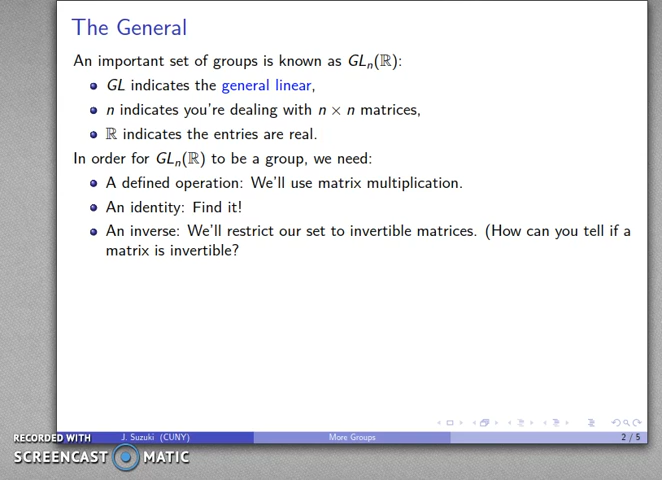 The General
An important set of groups is known as GLₙ(ℝ):
GL indicates the general linear,
n indicates you're dealing with n × n matrices,
ℝ indicates the entries are real.
In order for GLₙ(ℝ) to be a group, we need:
A defined operation: We'll use matrix multiplication.
An identity: Find it!
An inverse: We'll restrict our set to invertible matrices. (How can you tell if a
matrix is invertible?
RECORDED WITH
SCREENCAST MATIC
J. Suzuki (CUNY)
More Groups
2 / 5